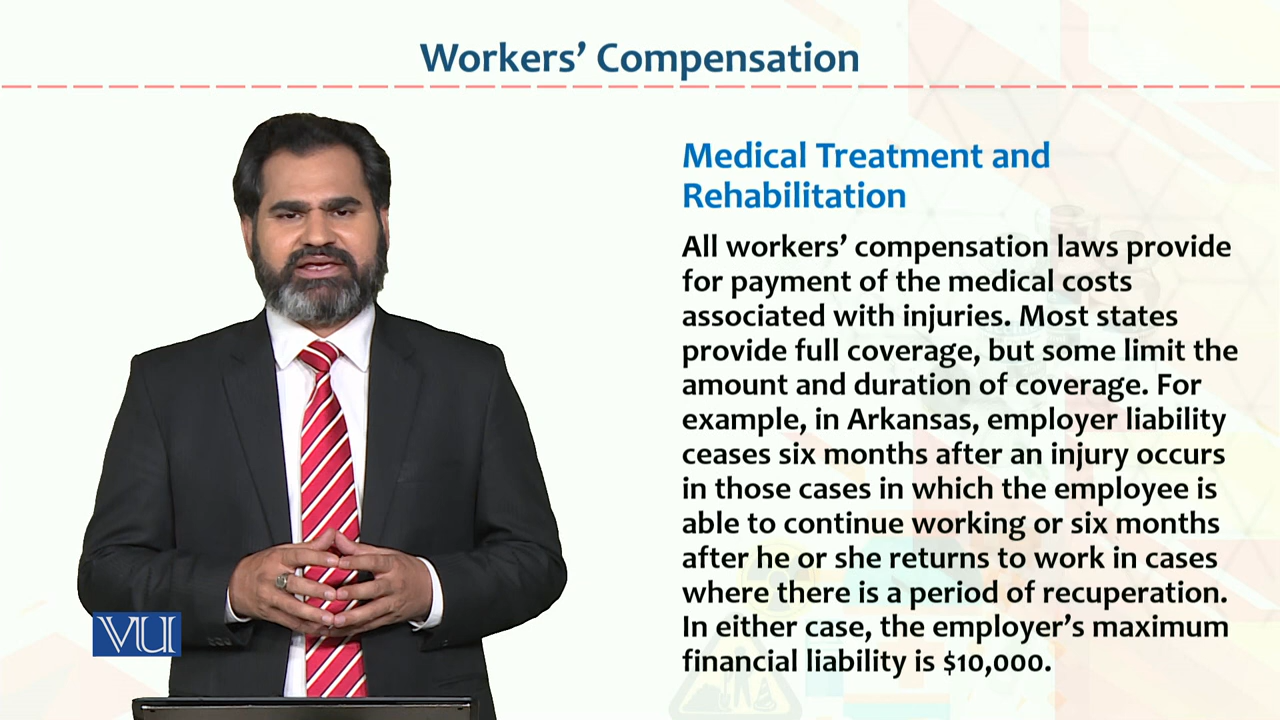 Workers’ Compensation
Medical Treatment and
Rehabilitation
All workers’ compensation laws provide
for payment of the medical costs
associated with injuries. Most states
provide full coverage, but some limit the
amount and duration of coverage. For
example, in Arkansas, employer liability
ceases six months after an injury occurs
in those cases in which the employee is
able to continue working or six months
after he or she returns to work in cases
where there is a period of recuperation.
In either case, the employer’s maximum
financial liability is $10,000.
VU